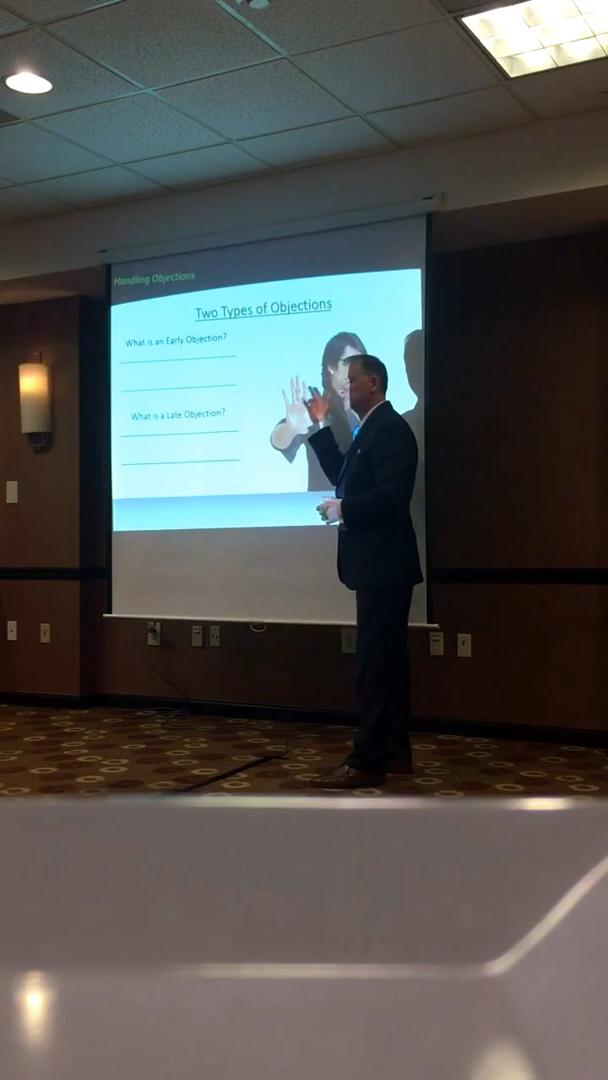 Handling Objections
Two Types of Objections
What is an Early Objection?
What is a Late Objection?